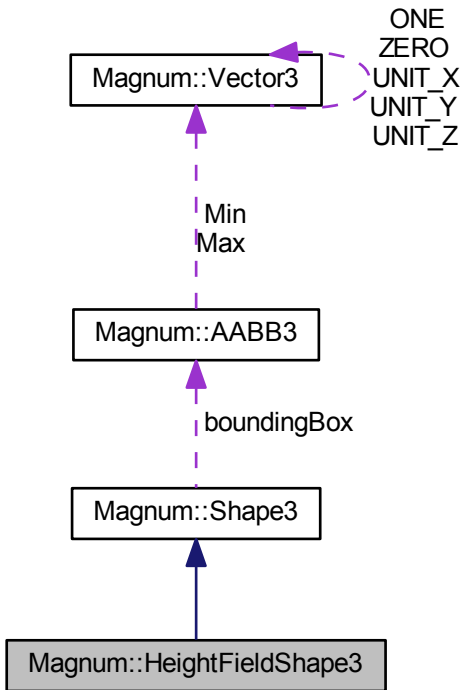 ONE
ZERO
Magnum::Vector3
UNIT_X
UNIT_Y
UNIT_Z
Min
Max
Magnum::AABB3
boundingBox
Magnum::Shape3
Magnum::HeightFieldShape3